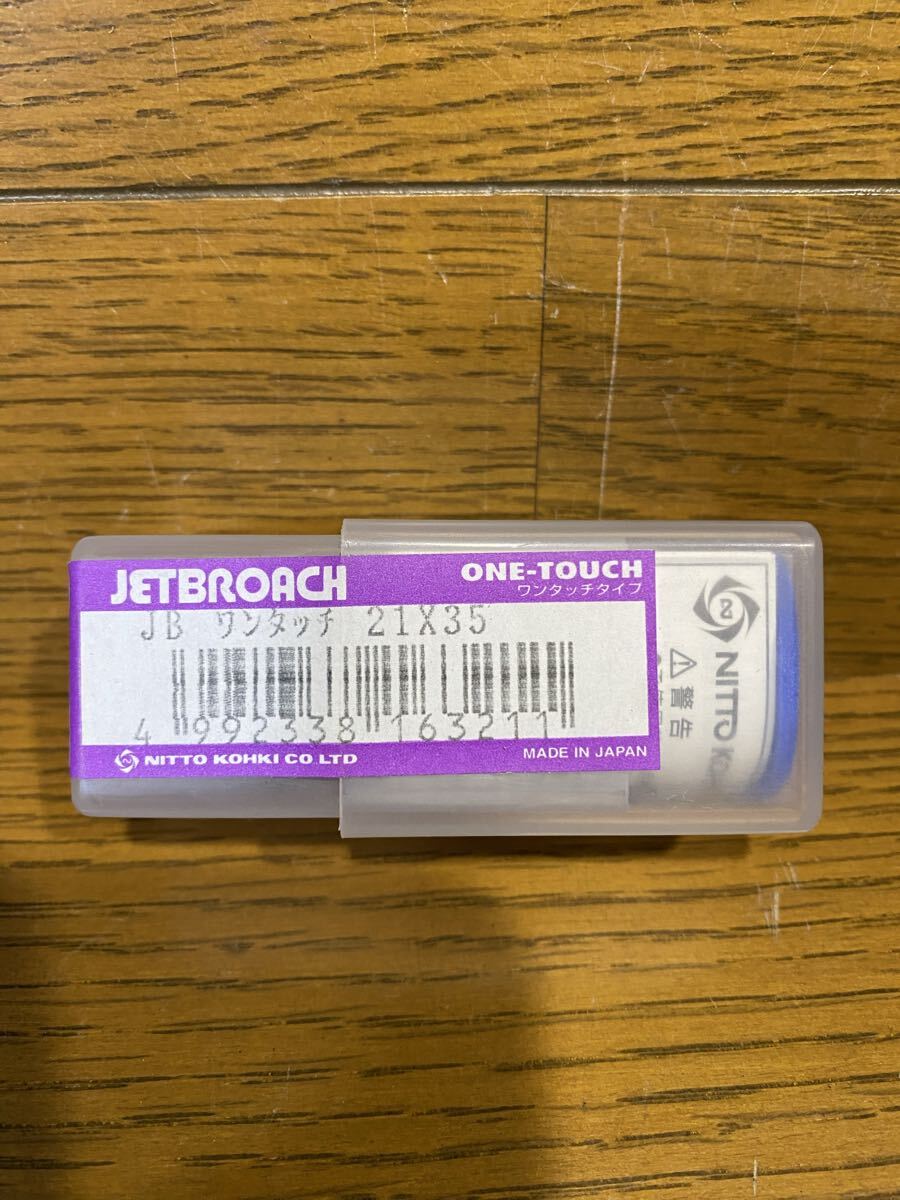 JETBROACH
ONE-TOUCH
ワンタッチタイプ
JB ワンタッチ 21X35
4 992338 163211
NITTO KOHKI CO LTD
MADE IN JAPAN
NITTO
警告